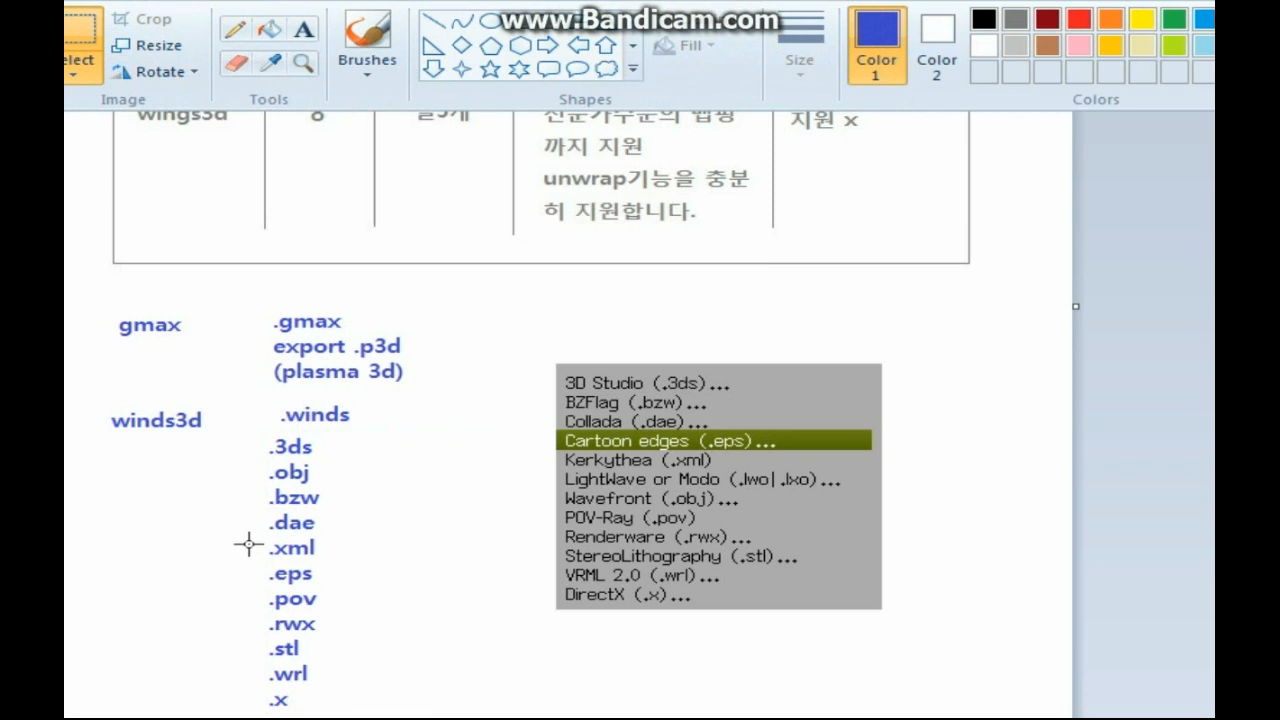 www.Bandicam.com
Crop
Resize
Rotate
Image
Tools
Brushes
Shapes
Fill
Size
Color 1
Color 2
Colors
wings3d
까지 지원
지원 x
unwrap기능을 충분
히 지원합니다.
gmax
.gmax
export .p3d
(plasma 3d)
winds3d
.winds
.3ds
.obj
.bzw
.dae
.xml
.eps
.pov
.rwx
.stl
.wrl
.x
3D Studio (.3ds)...
BZFlag (.bzw)...
Collada (.dae)...
Cartoon edges (.eps)...
Kerkythea (.xml)
LightWave or Modo (.lwo|.lxo)...
Wavefront (.obj)...
POV-Ray (.pov)
Renderware (.rwx)...
StereoLithography (.stl)...
VRML 2.0 (.wrl)...
DirectX (.x)...